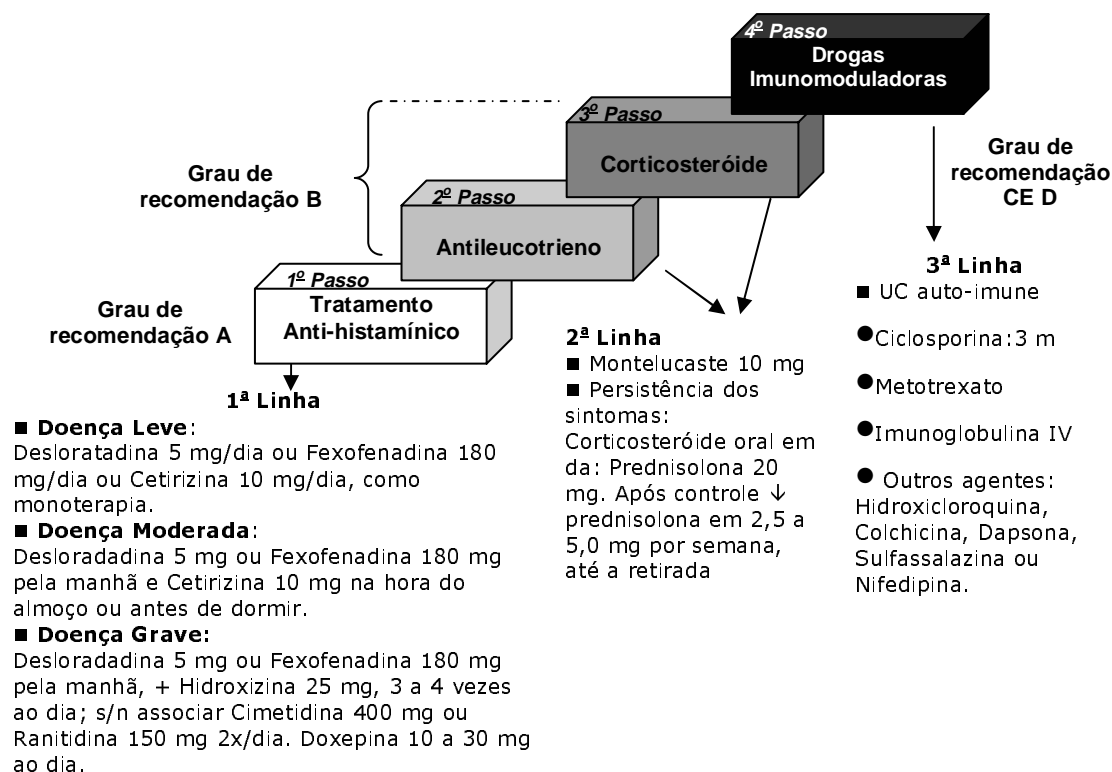 4º Passo
Drogas
Imunomoduladoras
3º Passo
Corticosteróide
Grau de
recomendação
CE D
Grau de
recomendação B
2º Passo
Antileucotrieno
1º Passo
Tratamento
Anti-histamínico
Grau de
recomendação A
1ª Linha
■ Doença Leve:
Desloratadina 5 mg/dia ou Fexofenadina 180
mg/dia ou Cetirizina 10 mg/dia, como
monoterapia.
■ Doença Moderada:
Desloradadina 5 mg ou Fexofenadina 180 mg
pela manhã e Cetirizina 10 mg na hora do
almoço ou antes de dormir.
■ Doença Grave:
Desloradadina 5 mg ou Fexofenadina 180 mg
pela manhã, + Hidroxizina 25 mg, 3 a 4 vezes
ao dia; s/n associar Cimetidina 400 mg ou
Ranitidina 150 mg 2x/dia. Doxepina 10 a 30 mg
ao dia.
2ª Linha
■ Montelucaste 10 mg
■ Persistência dos
sintomas:
Corticosteróide oral em
da: Prednisolona 20
mg. Após controle ↓
prednisolona em 2,5 a
5,0 mg por semana,
até a retirada
3ª Linha
■ UC auto-imune
●Ciclosporina:3 m
●Metotrexato
●Imunoglobulina IV
● Outros agentes:
Hidroxicloroquina,
Colchicina, Dapsona,
Sulfassalazina ou
Nifedipina.